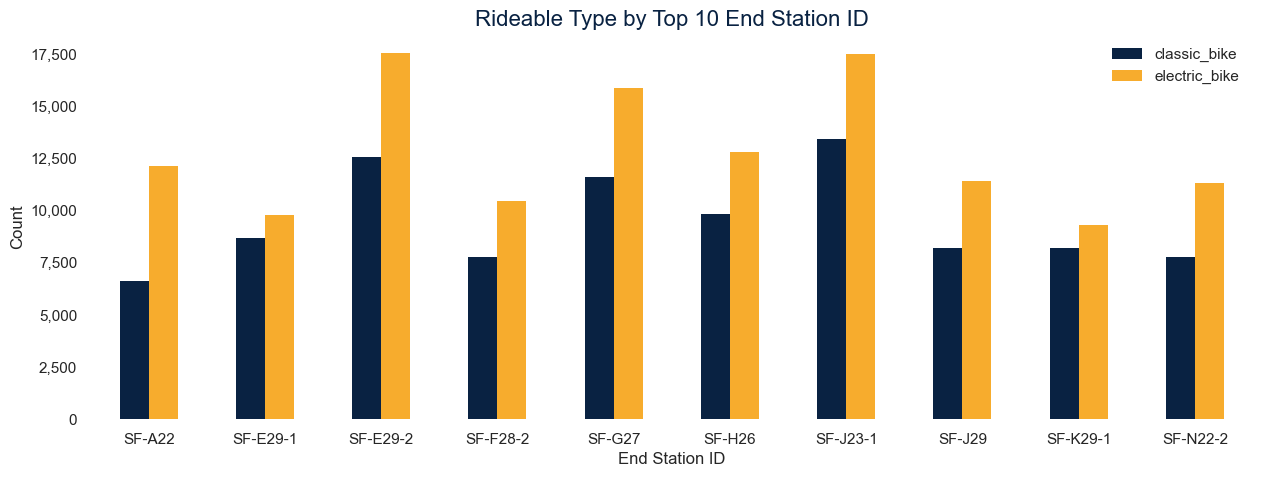 Rideable Type by Top 10 End Station ID
classic_bike
electric_bike
Count
17,500
15,000
12,500
10,000
7,500
5,000
2,500
0
SF-A22
SF-E29-1
SF-E29-2
SF-F28-2
SF-G27
SF-H26
SF-J23-1
SF-J29
SF-K29-1
SF-N22-2
End Station ID